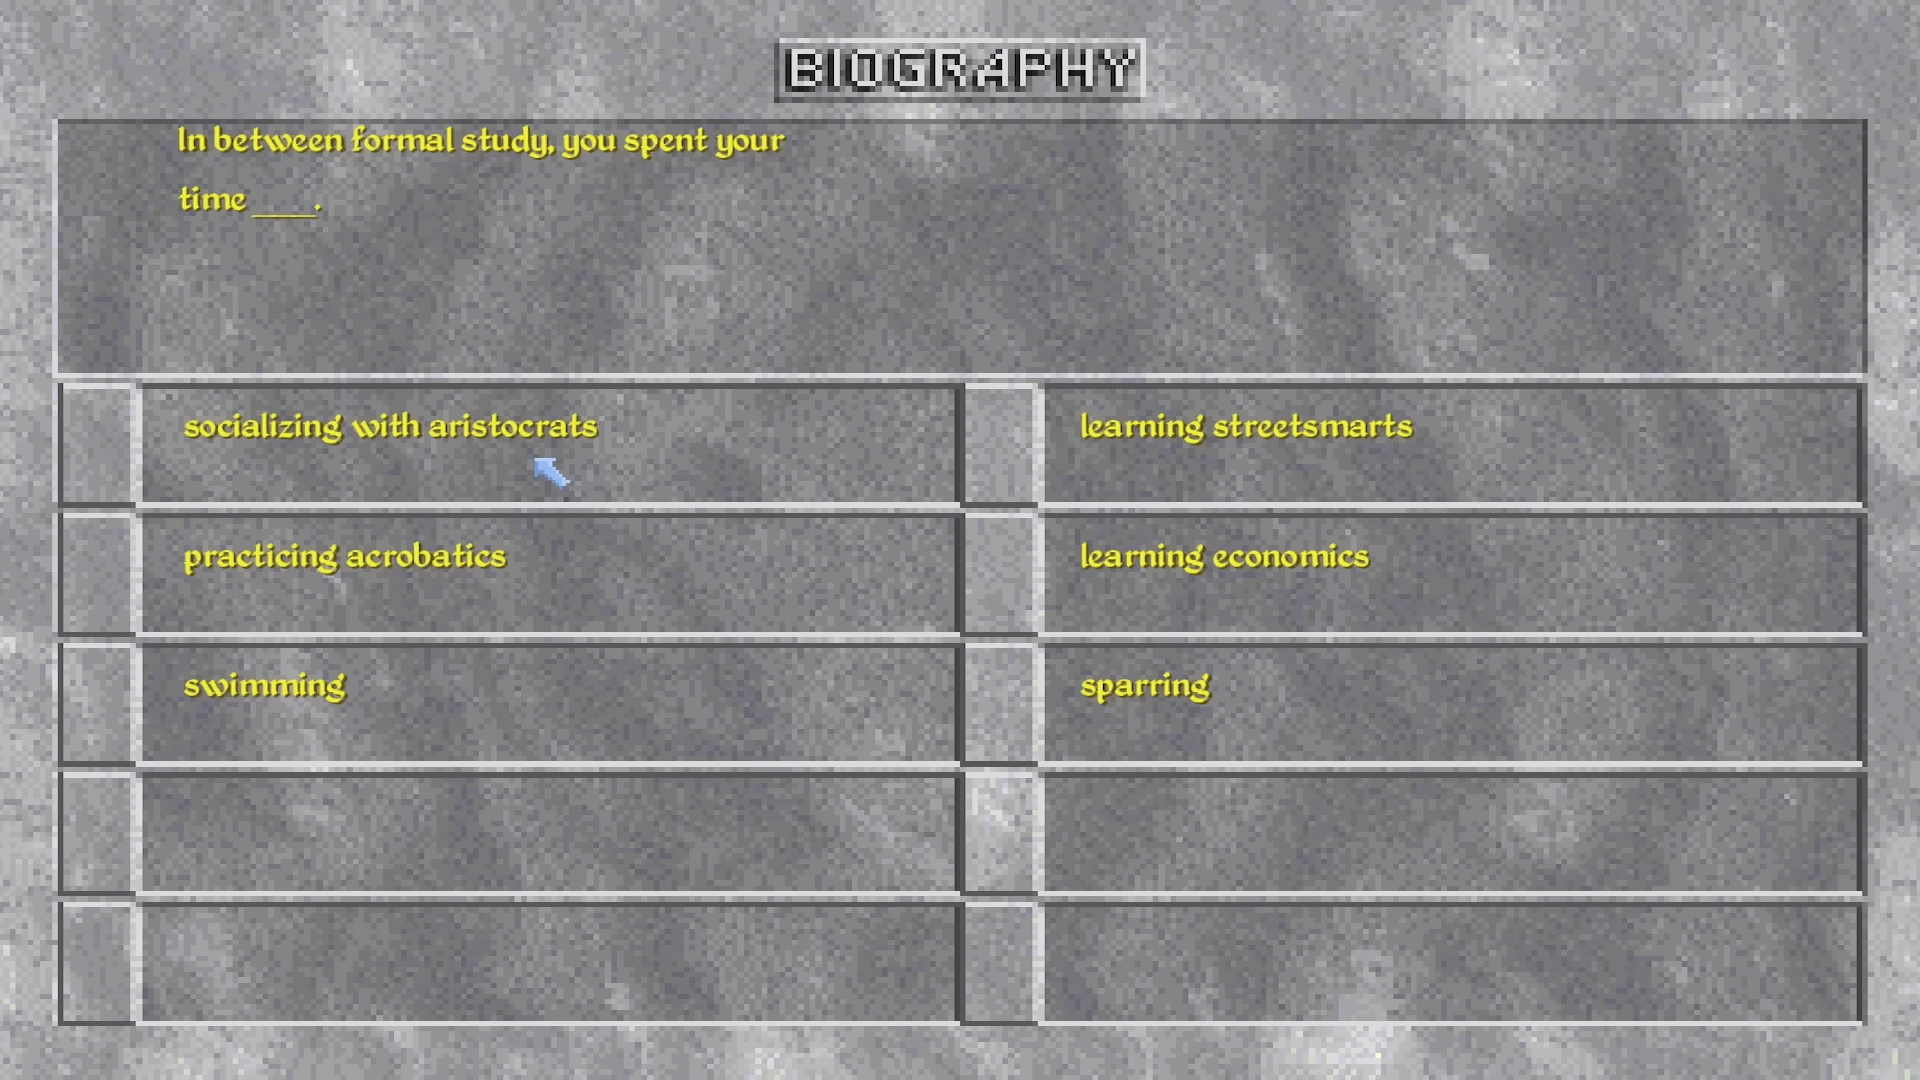 BIOGRAPHY
In between formal study, you spent your
time ____.
socializing with aristocrats
learning streetsmarts
practicing acrobatics
learning economics
swimming
sparring